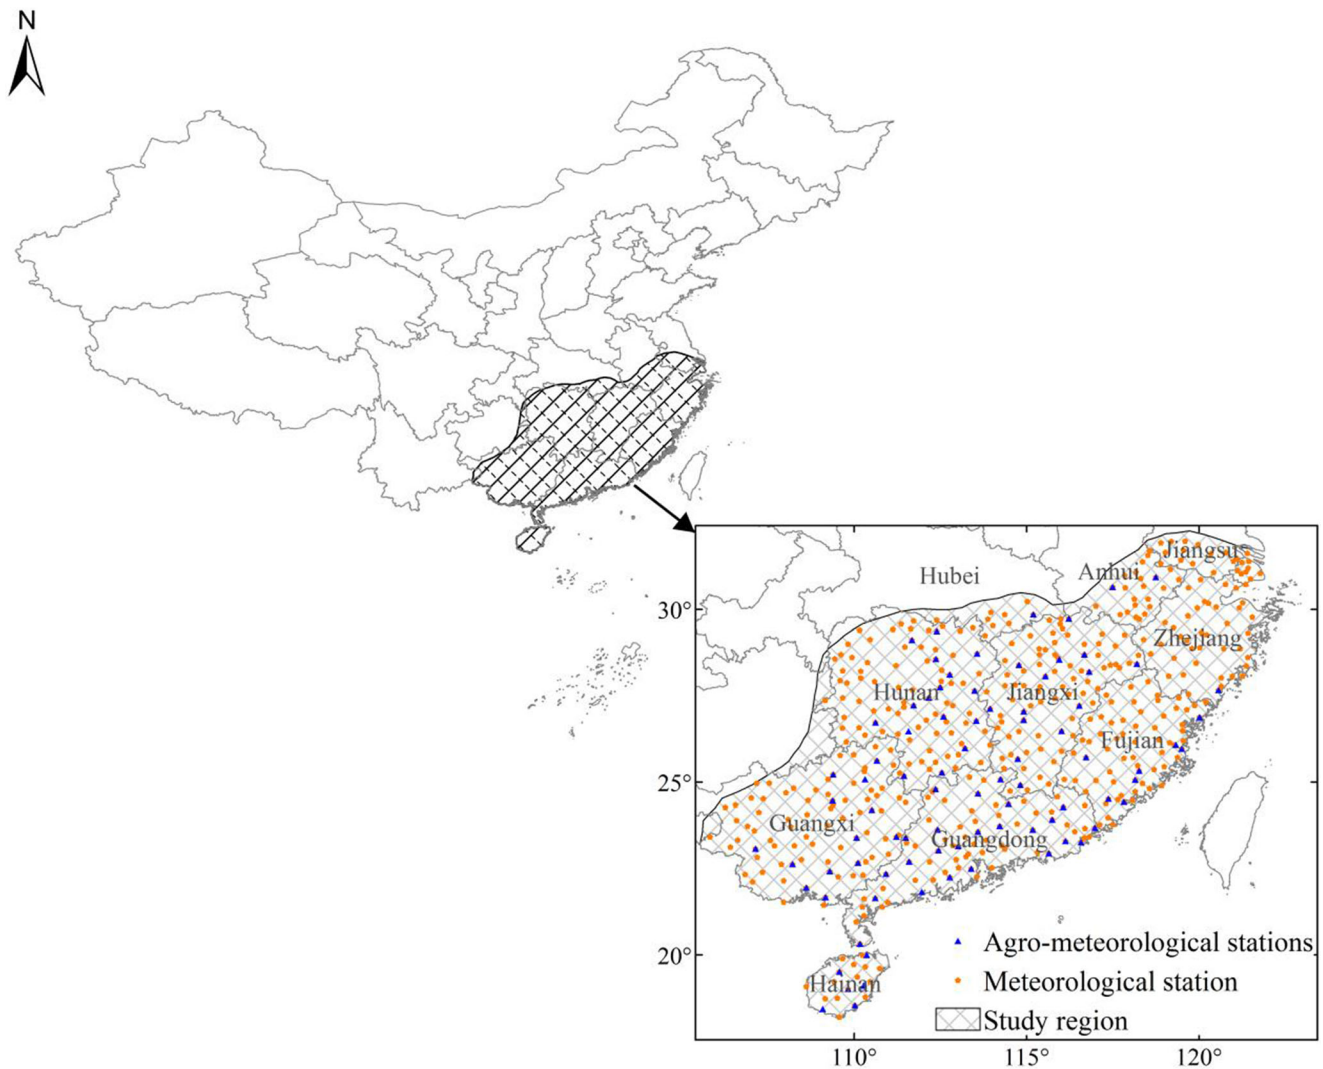 N
Hubei
Anhui
Jiangsu
30°
Zhejiang
Hunan
Jiangxi
Fujian
25°
Guangxi
Guangdong
Agro-meteorological stations
20°
Hainan
Meteorological station
Study region
110°
115°
120°